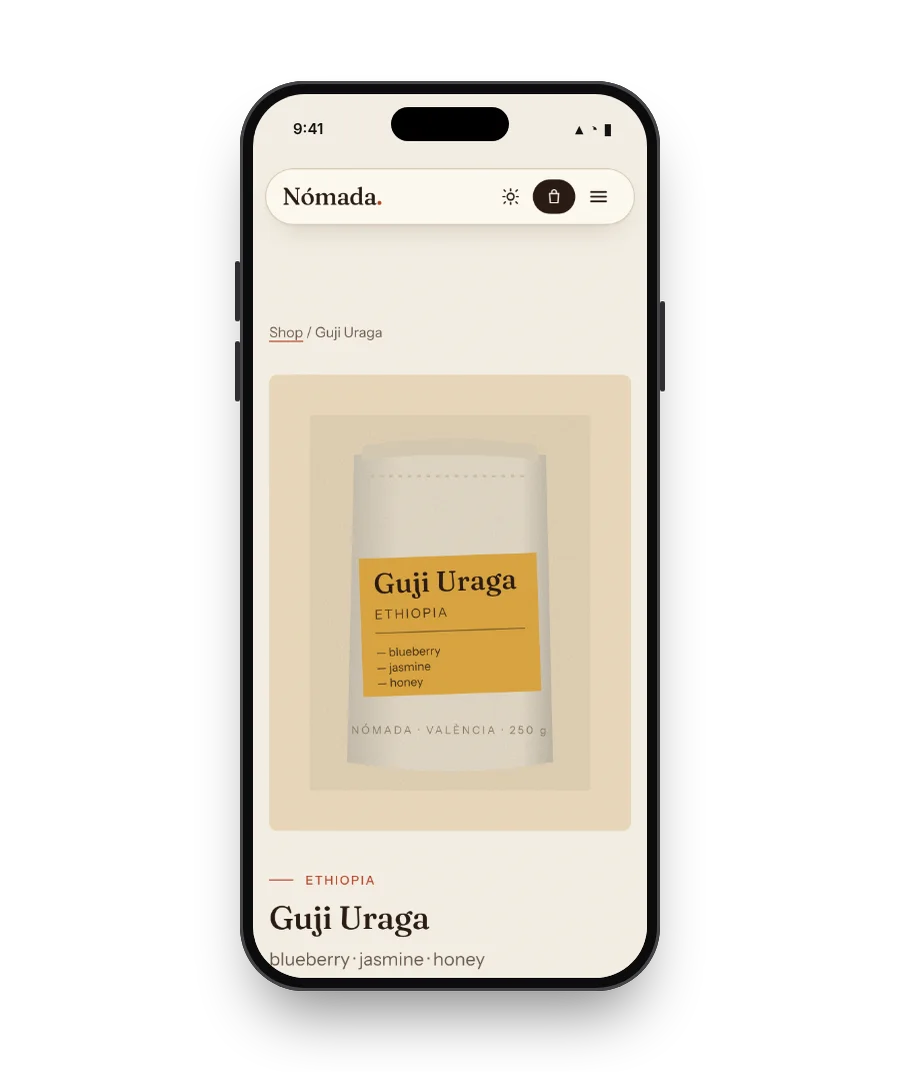 9:41
Nómada.
Shop / Guji Uraga
Guji Uraga
ETHIOPIA
— blueberry
— jasmine
— honey
NÓMADA · VALÈNCIA · 250 g
ETHIOPIA
Guji Uraga
blueberry · jasmine · honey